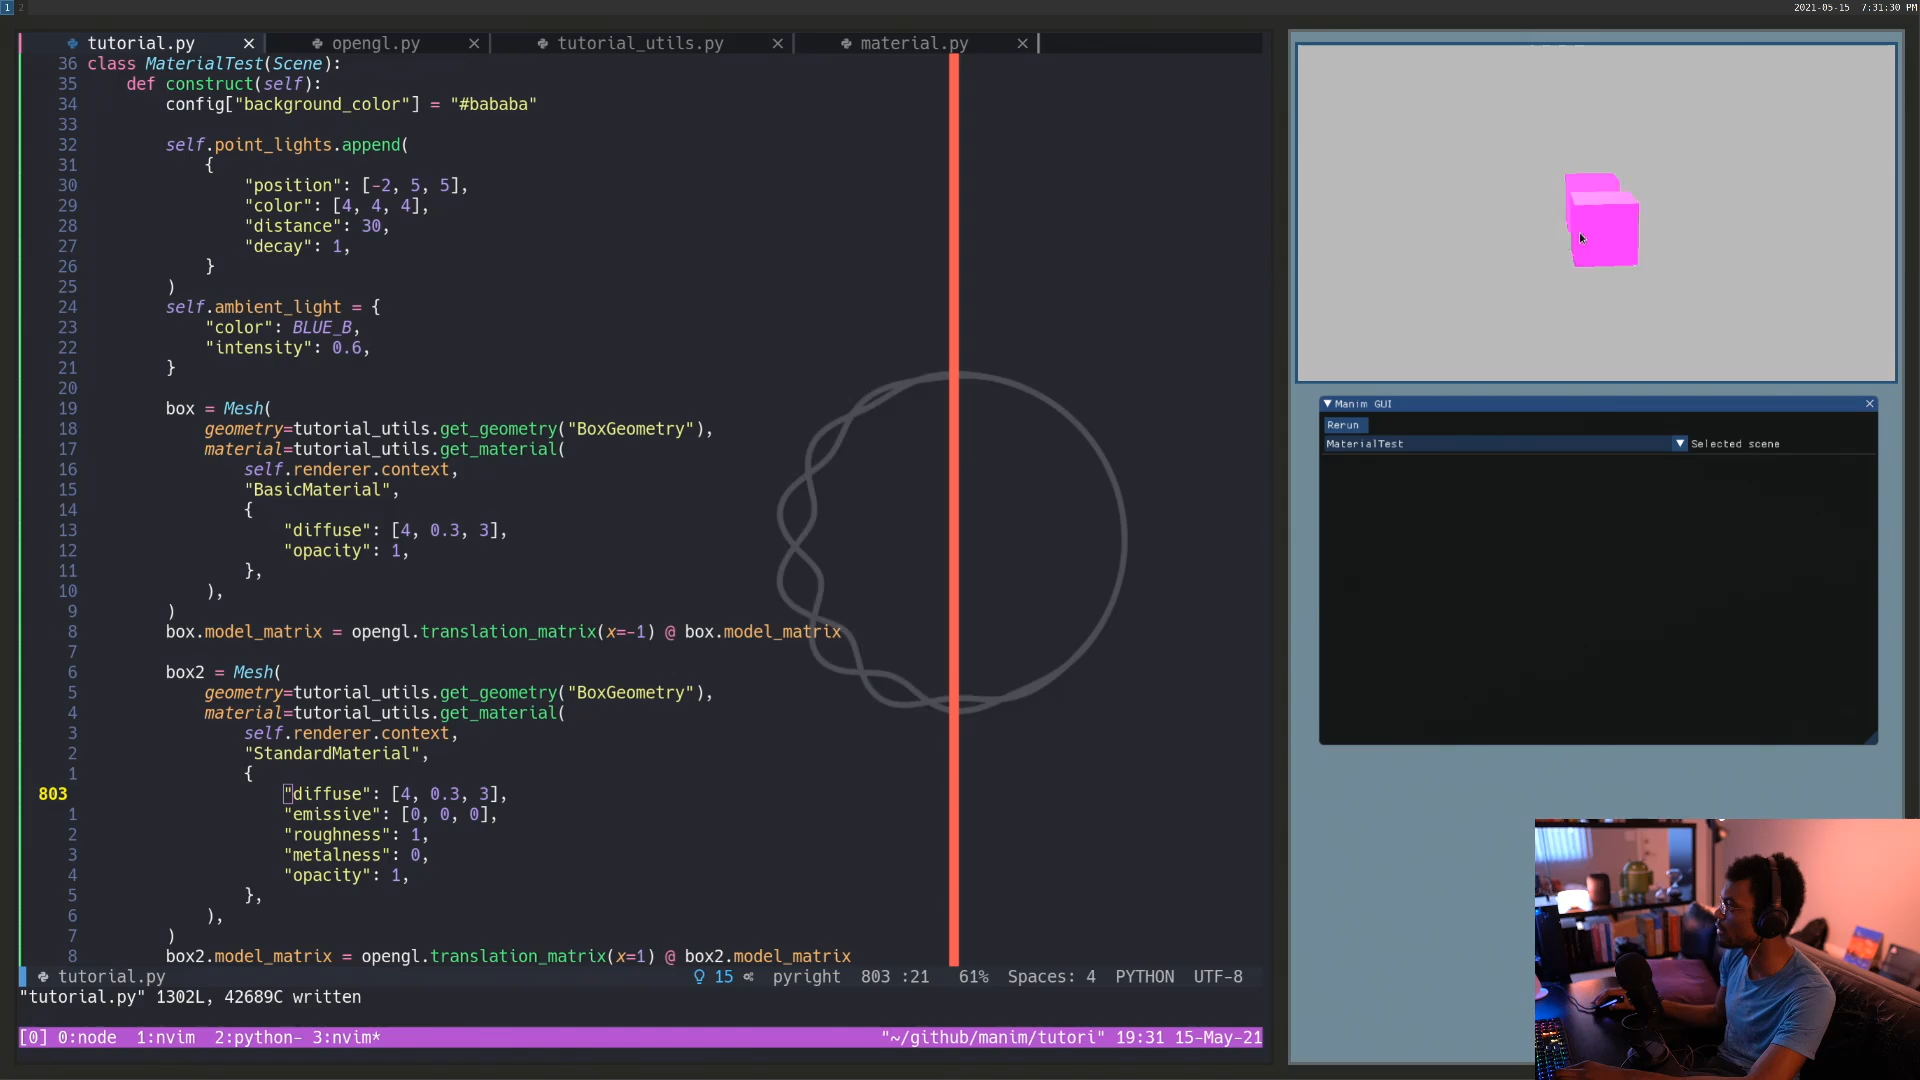 1 2
2021-05-15 7:31:30 PM
tutorial.py × opengl.py × tutorial_utils.py × material.py ×
36 class MaterialTest(Scene):
35 def construct(self):
34 config["background_color"] = "#bababa"
33
32 self.point_lights.append(
31 {
30 "position": [-2, 5, 5],
29 "color": [4, 4, 4],
28 "distance": 30,
27 "decay": 1,
26 }
25 )
24 self.ambient_light = {
23 "color": BLUE_B,
22 "intensity": 0.6,
21 }
20
19 box = Mesh(
18 geometry=tutorial_utils.get_geometry("BoxGeometry"),
17 material=tutorial_utils.get_material(
16 self.renderer.context,
15 "BasicMaterial",
14 {
13 "diffuse": [4, 0.3, 3],
12 "opacity": 1,
11 },
10 ),
9 )
8 box.model_matrix = opengl.translation_matrix(x=-1) @ box.model_matrix
7
6 box2 = Mesh(
5 geometry=tutorial_utils.get_geometry("BoxGeometry"),
4 material=tutorial_utils.get_material(
3 self.renderer.context,
2 "StandardMaterial",
1 {
803 "diffuse": [4, 0.3, 3],
1 "emissive": [0, 0, 0],
2 "roughness": 1,
3 "metalness": 0,
4 "opacity": 1,
5 },
6 ),
7 )
8 box2.model_matrix = opengl.translation_matrix(x=1) @ box2.model_matrix
tutorial.py 15 pyright 803 :21 61% Spaces: 4 PYTHON UTF-8
"tutorial.py" 1302L, 42689C written
[0] 0:node 1:nvim 2:python- 3:nvim* "~/github/manim/tutori" 19:31 15-May-21
Manim GUI
Rerun
MaterialTest Selected scene